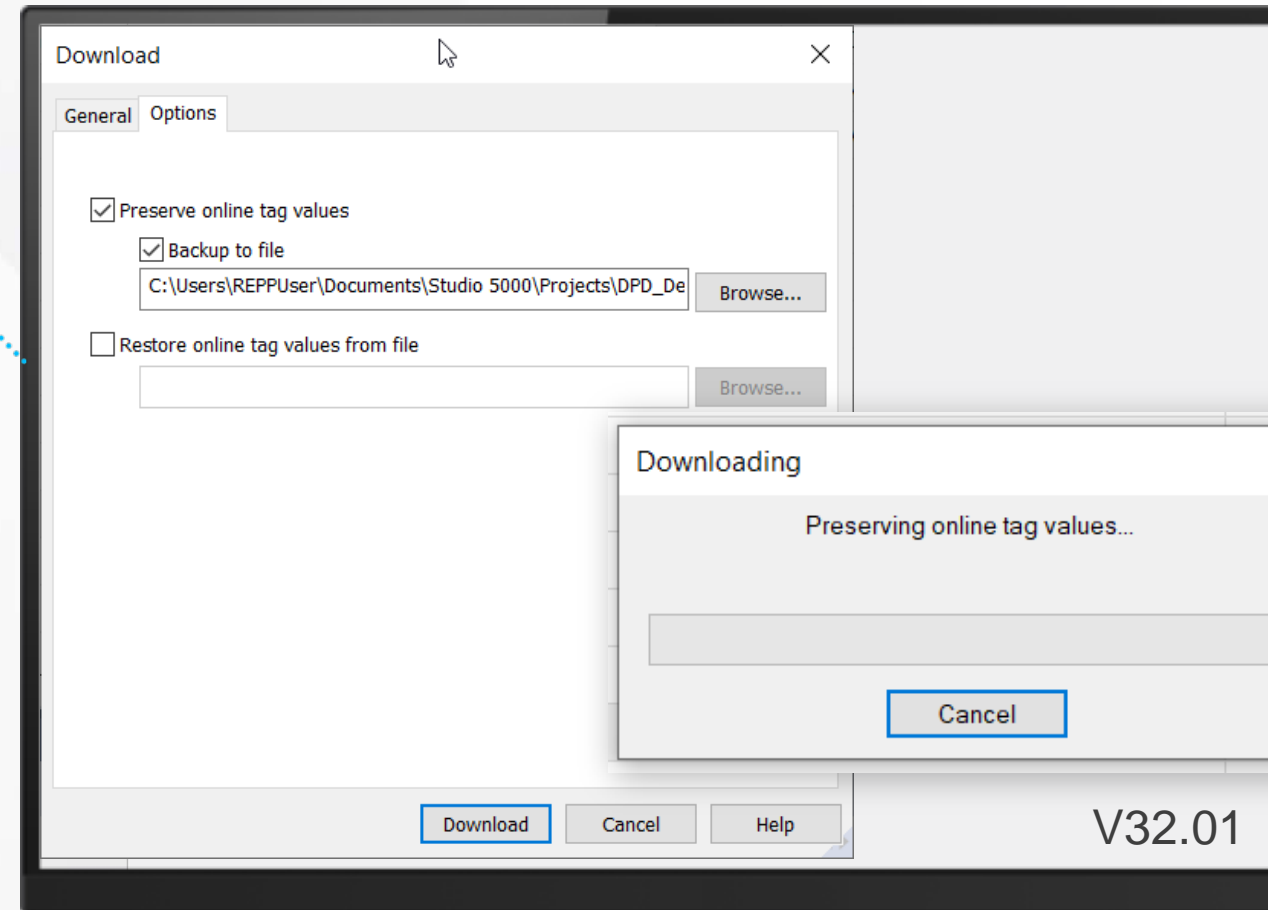 Download
General Options
Preserve online tag values
Backup to file
C:\Users\REPPUser\Documents\Studio 5000\Projects\DPD_De
Browse...
Restore online tag values from file
Browse...
Downloading
Preserving online tag values...
Cancel
Download Cancel Help
V32.01